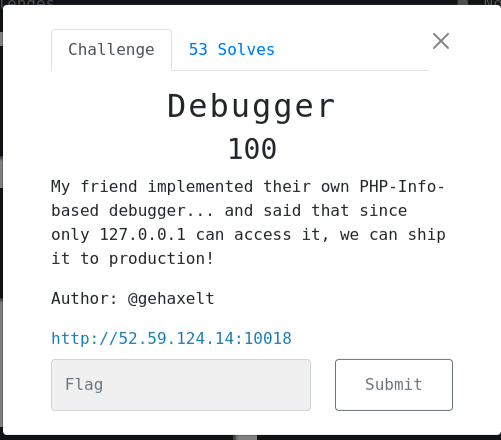 Challenge
53 Solves
Debugger
100
My friend implemented their own PHP-Info-
based debugger... and said that since
only 127.0.0.1 can access it, we can ship
it to production!
Author: @gehaxelt
http://52.59.124.14:10018
Flag
Submit